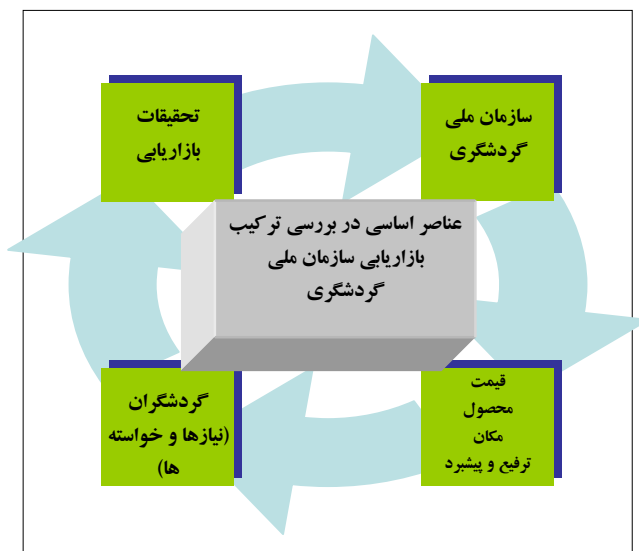 سازمان ملی
گردشگری
تحقیقات
بازاریابی
عناصر اساسی در بررسی ترکیب
بازاریابی سازمان ملی
گردشگری
قیمت
محصول
مکان
ترفیع و پیشبرد
گردشگران
(نیازها و خواسته
ها)